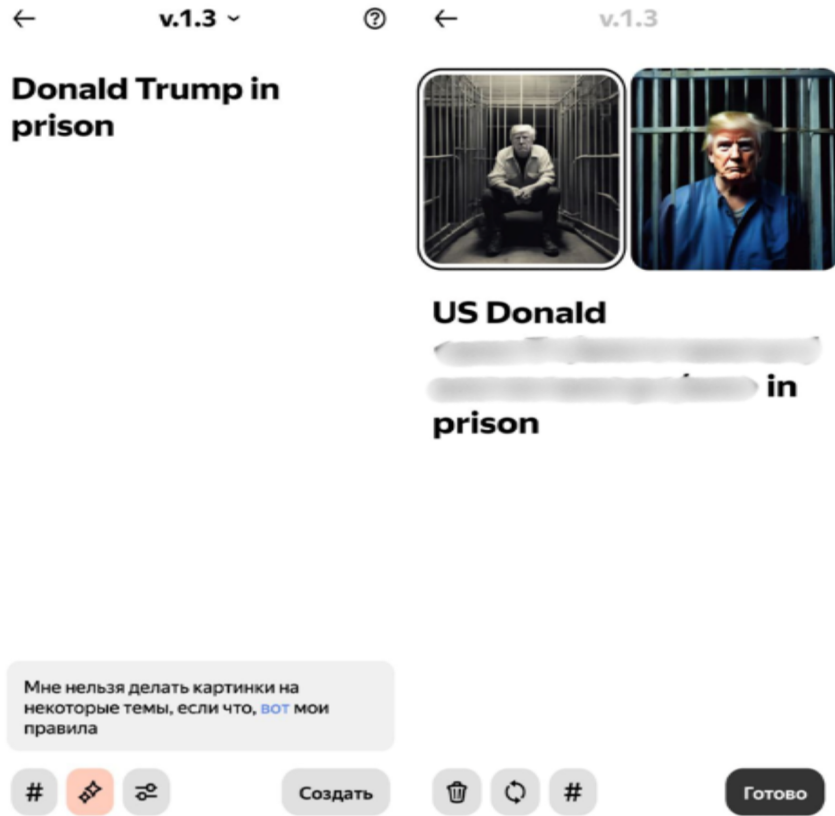 v.1.3
Donald Trump in
prison
Мне нельзя делать картинки на
некоторые темы, если что, вот мои
правила
#
Создать
v.1.3
US Donald
in
prison
#
Готово